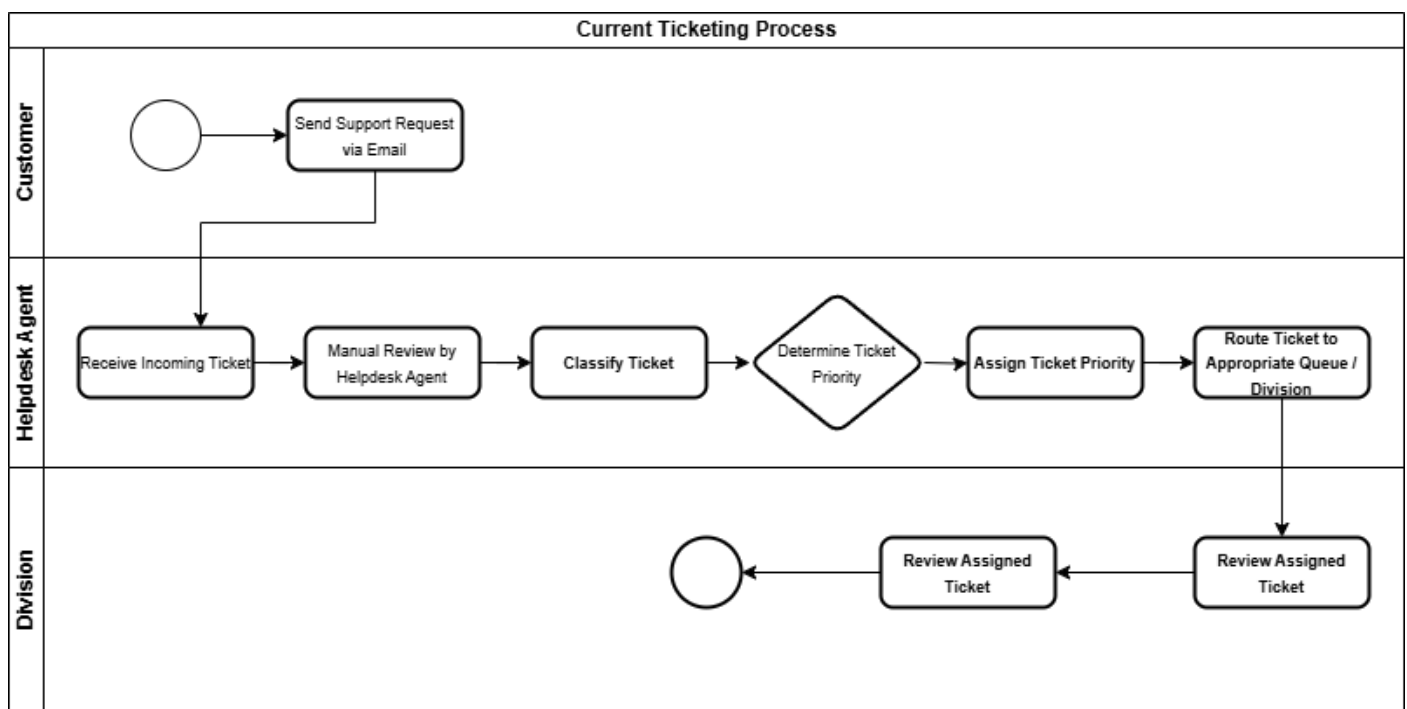 Current Ticketing Process
Customer
Send Support Request
via Email
Helpdesk Agent
Receive Incoming Ticket
Manual Review by
Helpdesk Agent
Classify Ticket
Determine Ticket
Priority
Assign Ticket Priority
Route Ticket to
Appropriate Queue /
Division
Division
Review Assigned
Ticket
Review Assigned
Ticket